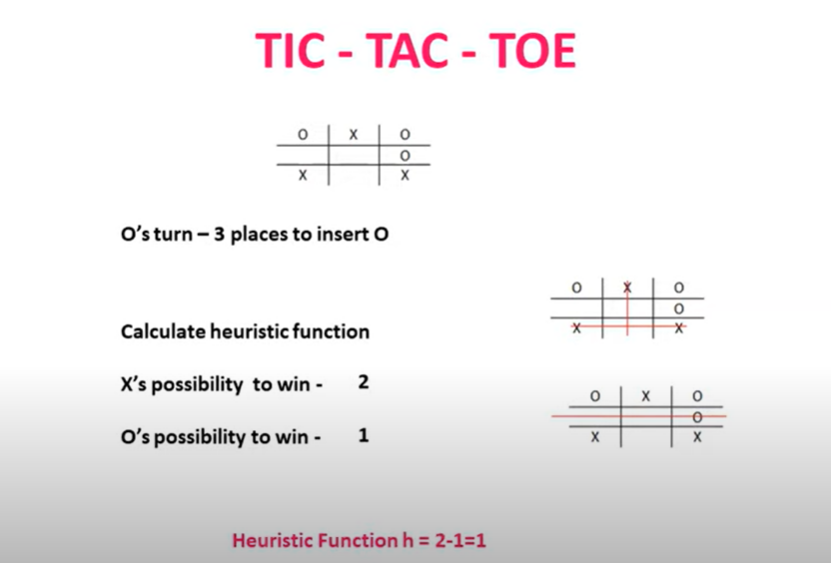 TIC - TAC - TOE
O X O
O
X X
O's turn – 3 places to insert O
O X O
O
X X
Calculate heuristic function
X's possibility to win - 2
O X O
O
O's possibility to win - 1
X X
Heuristic Function h = 2-1=1